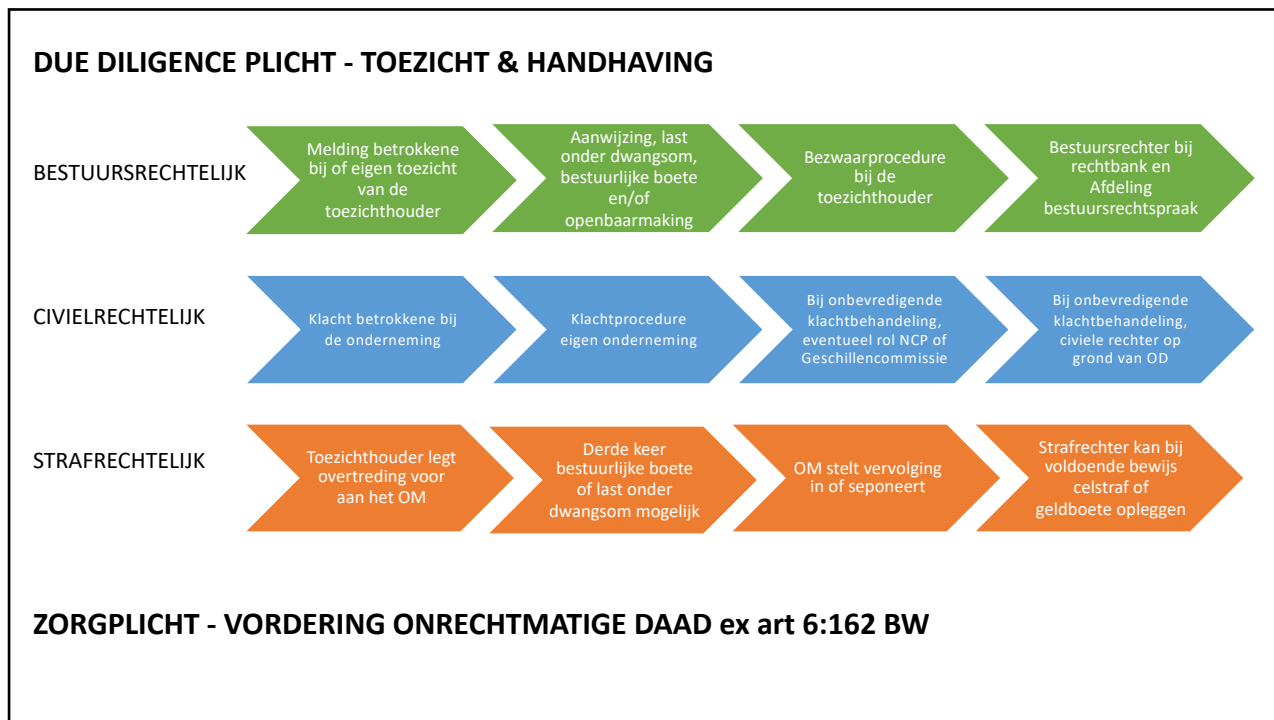 DUE DILIGENCE PLICHT - TOEZICHT & HANDHAVING
BESTUURSRECHTELIJK
Melding betrokkene
bij of eigen toezicht
van de
toezichthouder
Aanwijzing, last
onder dwangsom,
bestuurlijke boete
en/of
openbaarmaking
Bezwaarprocedure
bij de
toezichthouder
Bestuursrechter bij
rechtbank en
Afdeling
bestuursrechtspraak
CIVIELRECHTELIJK
Klacht betrokkene bij
de onderneming
Klachtprocedure
eigen onderneming
Bij onbevredigende
klachtbehandeling,
eventueel rol NCP of
Geschillencommissie
Bij onbevredigende
klachtbehandeling,
civiele rechter op
grond van OD
STRAFRECHTELIJK
Toezichthouder legt
overtreding voor
aan het OM
Derde keer
bestuurlijke boete
of last onder
dwangsom mogelijk
OM stelt vervolging
in of seponeert
Strafrechter kan bij
voldoende bewijs
celstraf of
geldboete opleggen
ZORGPLICHT - VORDERING ONRECHTMATIGE DAAD ex art 6:162 BW